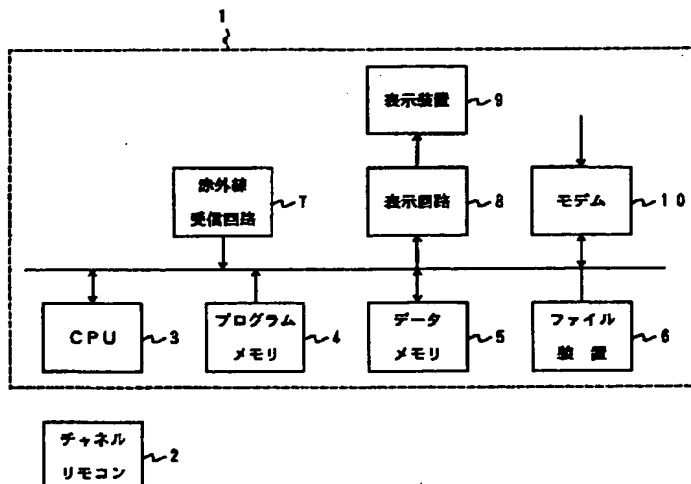 1
表示装置 9
赤外線
受信回路 7
表示回路 8
モデム 10
CPU 3
プログラム
メモリ 4
データ
メモリ 5
ファイル
装置 6
チャネル
リモコン 2